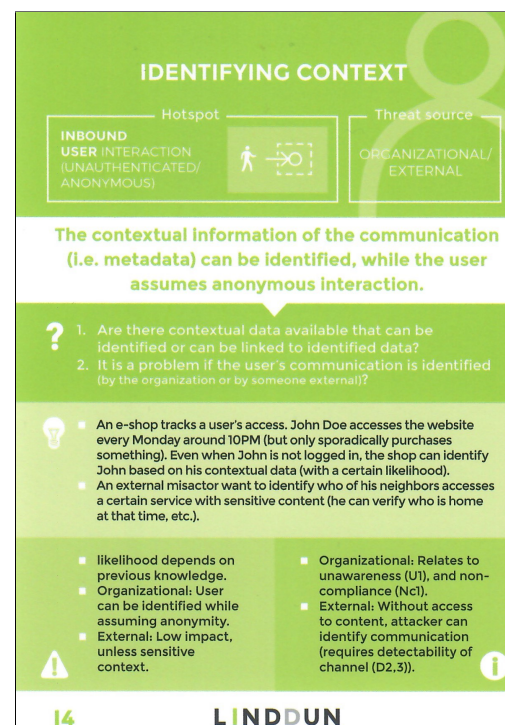 IDENTIFYING CONTEXT
Hotspot
INBOUND
USER INTERACTION
(UNAUTHENTICATED/
ANONYMOUS)
Threat source
ORGANIZATIONAL/
EXTERNAL
The contextual information of the communication
(i.e. metadata) can be identified, while the user
assumes anonymous interaction.
?
1. Are there contextual data available that can be
identified or can be linked to identified data?
2. It is a problem if the user's communication is identified
(by the organization or by someone external)?
An e-shop tracks a user's access. John Doe accesses the website
every Monday around 10PM (but only sporadically purchases
something). Even when John is not logged in, the shop can identify
John based on his contextual data (with a certain likelihood).
An external misactor want to identify who of his neighbors accesses
a certain service with sensitive content (he can verify who is home
at that time, etc.).
likelihood depends on
previous knowledge.
Organizational: User
can be identified while
assuming anonymity.
External: Low impact,
unless sensitive
context.
Organizational: Relates to
unawareness (U1), and non-
compliance (Nc1).
External: Without access
to content, attacker can
identify communication
(requires detectability of
channel (D2,3)).
I4
LINDDUN